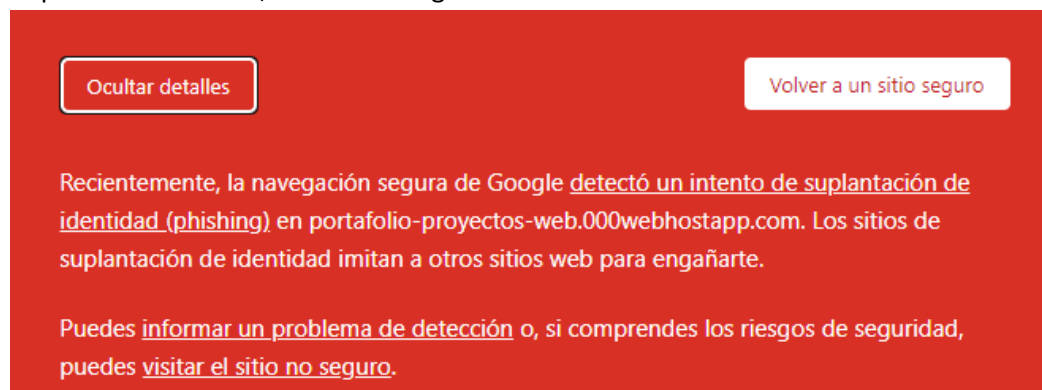 Ocultar detalles
Volver a un sitio seguro
Recientemente, la navegación segura de Google detectó un intento de suplantación de
identidad (phishing) en portafolio-proyectos-web.000webhostapp.com. Los sitios de
suplantación de identidad imitan a otros sitios web para engañarte.
Puedes informar un problema de detección o, si comprendes los riesgos de seguridad,
puedes visitar el sitio no seguro.